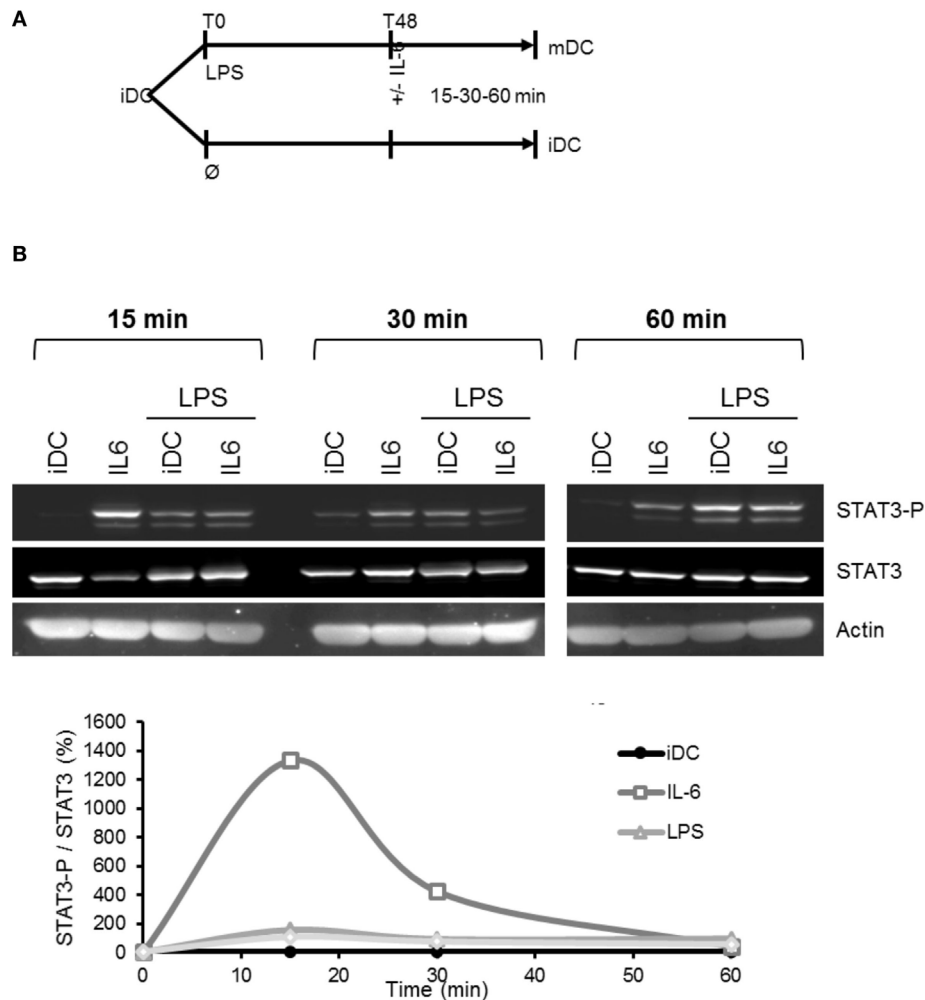 A
T0
T48
LPS
+/- IL-6
mDC
iDC
15-30-60 min
Ø
iDC
B
15 min
30 min
60 min
LPS
LPS
LPS
iDC
IL6
iDC
IL6
iDC
IL6
iDC
IL6
iDC
IL6
iDC
IL6
STAT3-P
STAT3
Actin
STAT3-P / STAT3 (%)
1600
1400
1200
1000
800
600
400
200
0
0
10
20
30
40
50
60
Time (min)
iDC
IL-6
LPS